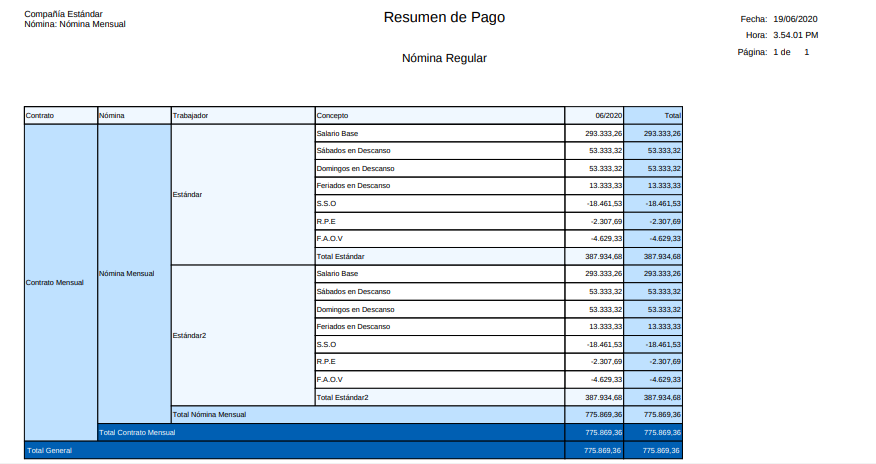 Compañía Estándar
Nómina: Nómina Mensual
Resumen de Pago
Nómina Regular
Fecha: 19/06/2020
Hora: 3.54.01 PM
Página: 1 de 1
Contrato Nómina Trabajador Concepto 06/2020 Total
Salario Base 293.333,26 293.333,26
Sábados en Descanso 53.333,32 53.333,32
Domingos en Descanso 53.333,32 53.333,32
Feriados en Descanso 13.333,33 13.333,33
Estándar
S.S.O -18.461,53 -18.461,53
R.P.E -2.307,69 -2.307,69
F.A.O.V -4.629,33 -4.629,33
Total Estándar 387.934,68 387.934,68
Salario Base 293.333,26 293.333,26
Contrato Mensual Nómina Mensual
Sábados en Descanso 53.333,32 53.333,32
Domingos en Descanso 53.333,32 53.333,32
Feriados en Descanso 13.333,33 13.333,33
Estándar2
S.S.O -18.461,53 -18.461,53
R.P.E -2.307,69 -2.307,69
F.A.O.V -4.629,33 -4.629,33
Total Estándar2 387.934,68 387.934,68
Total Nómina Mensual 775.869,36 775.869,36
Total Contrato Mensual 775.869,36 775.869,36
Total General 775.869,36 775.869,36